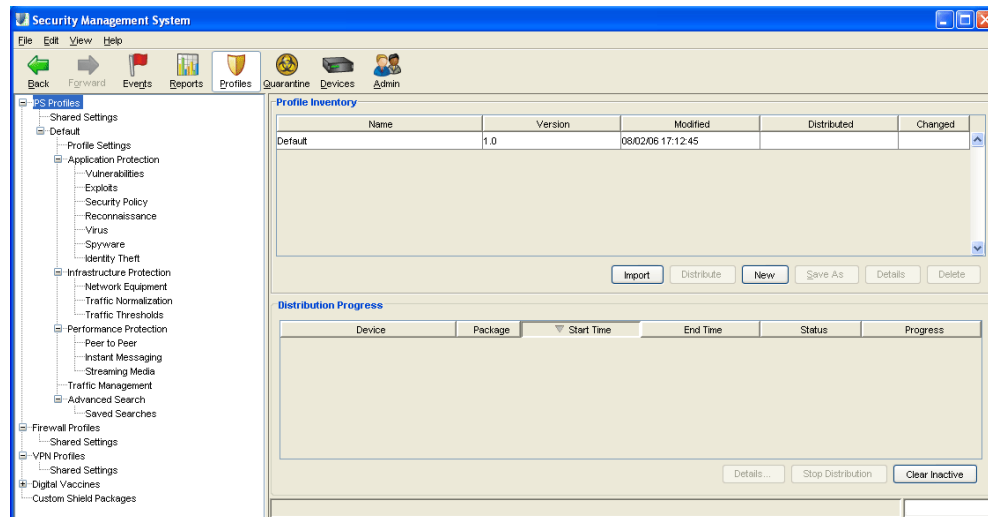 Security Management System
File Edit View Help
Back Forward Events Reports Profiles Quarantine Devices Admin
PS Profiles
Shared Settings
Default
Profile Settings
Application Protection
Vulnerabilities
Exploits
Security Policy
Reconnaissance
Virus
Spyware
Identity Theft
Infrastructure Protection
Network Equipment
Traffic Normalization
Traffic Thresholds
Performance Protection
Peer to Peer
Instant Messaging
Streaming Media
Traffic Management
Advanced Search
Saved Searches
Firewall Profiles
Shared Settings
VPN Profiles
Shared Settings
Digital Vaccines
Custom Shield Packages
Profile Inventory
Name Version Modified Distributed Changed
Default 1.0 08/02/06 17:12:45
Import Distribute New Save As Details Delete
Distribution Progress
Device Package Start Time End Time Status Progress
Details... Stop Distribution Clear Inactive